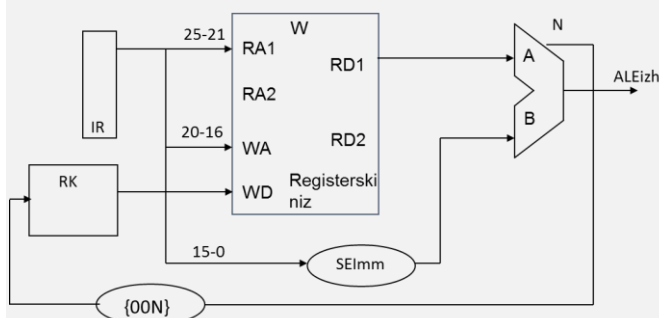 25-21
W
N
RA1
RD1
A
RA2
ALEizh
IR
20-16
RD2
B
WA
RK
WD
Registerski
niz
15-0
SEImm
{00N}